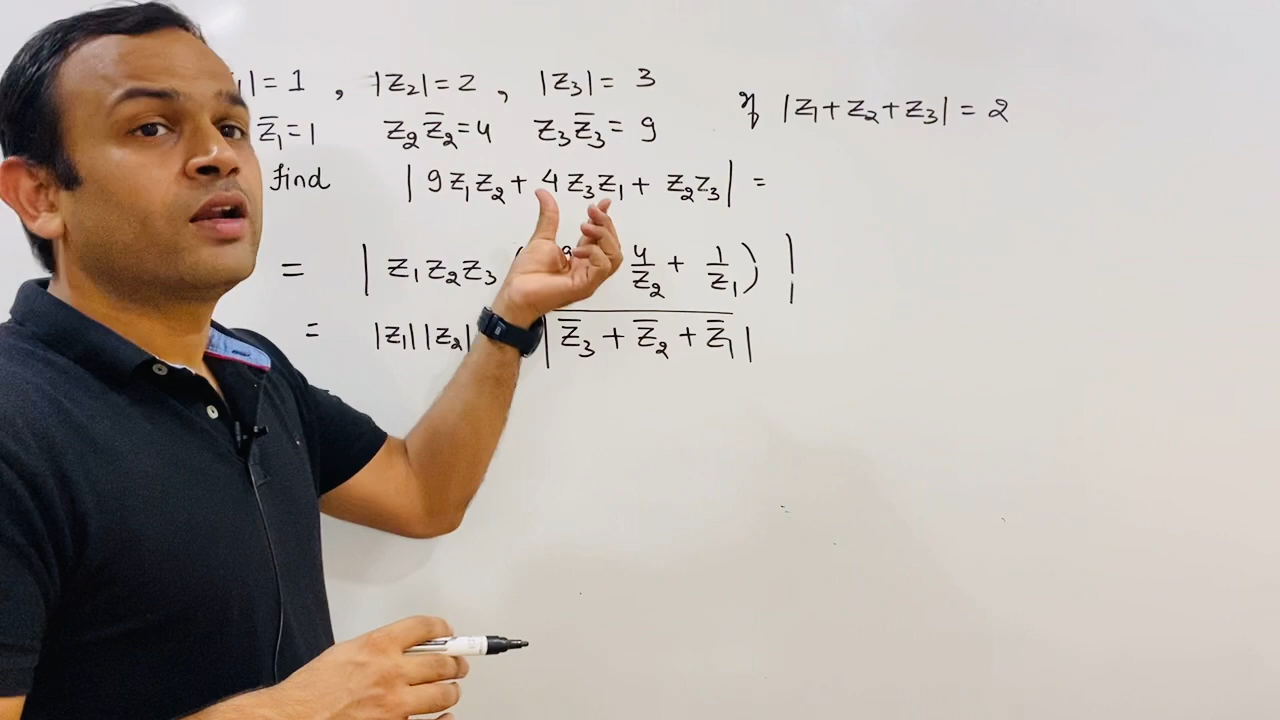 |=1 , |z₂|=2 , |z₃|= 3
z̄₁=1 z₂z̄₂=4 z₃z̄₃= 9
If |z₁+z₂+z₃|=2
find | 9z₁z₂+ 4z₃z₁+ z₂z₃| =
= | z₁z₂z₃ ( 4/z₂ + 1/z₁) |
= |z₁||z₂| |z̄₃ + z̄₂ + z̄₁|